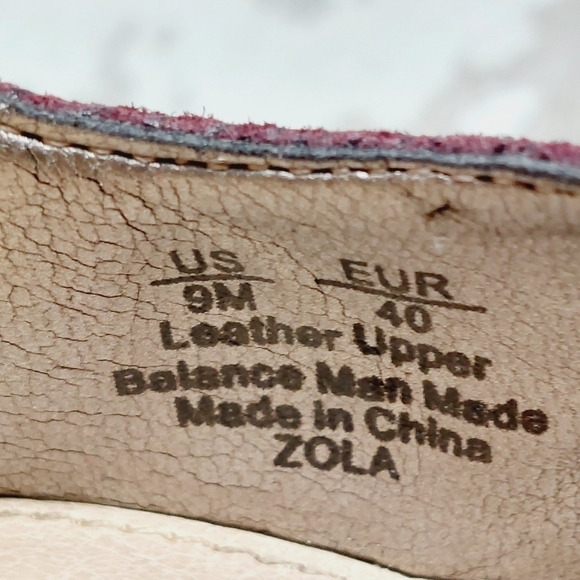 US EUR
9M 40
Leather Upper
Balance Man Made
Made in China
ZOLA